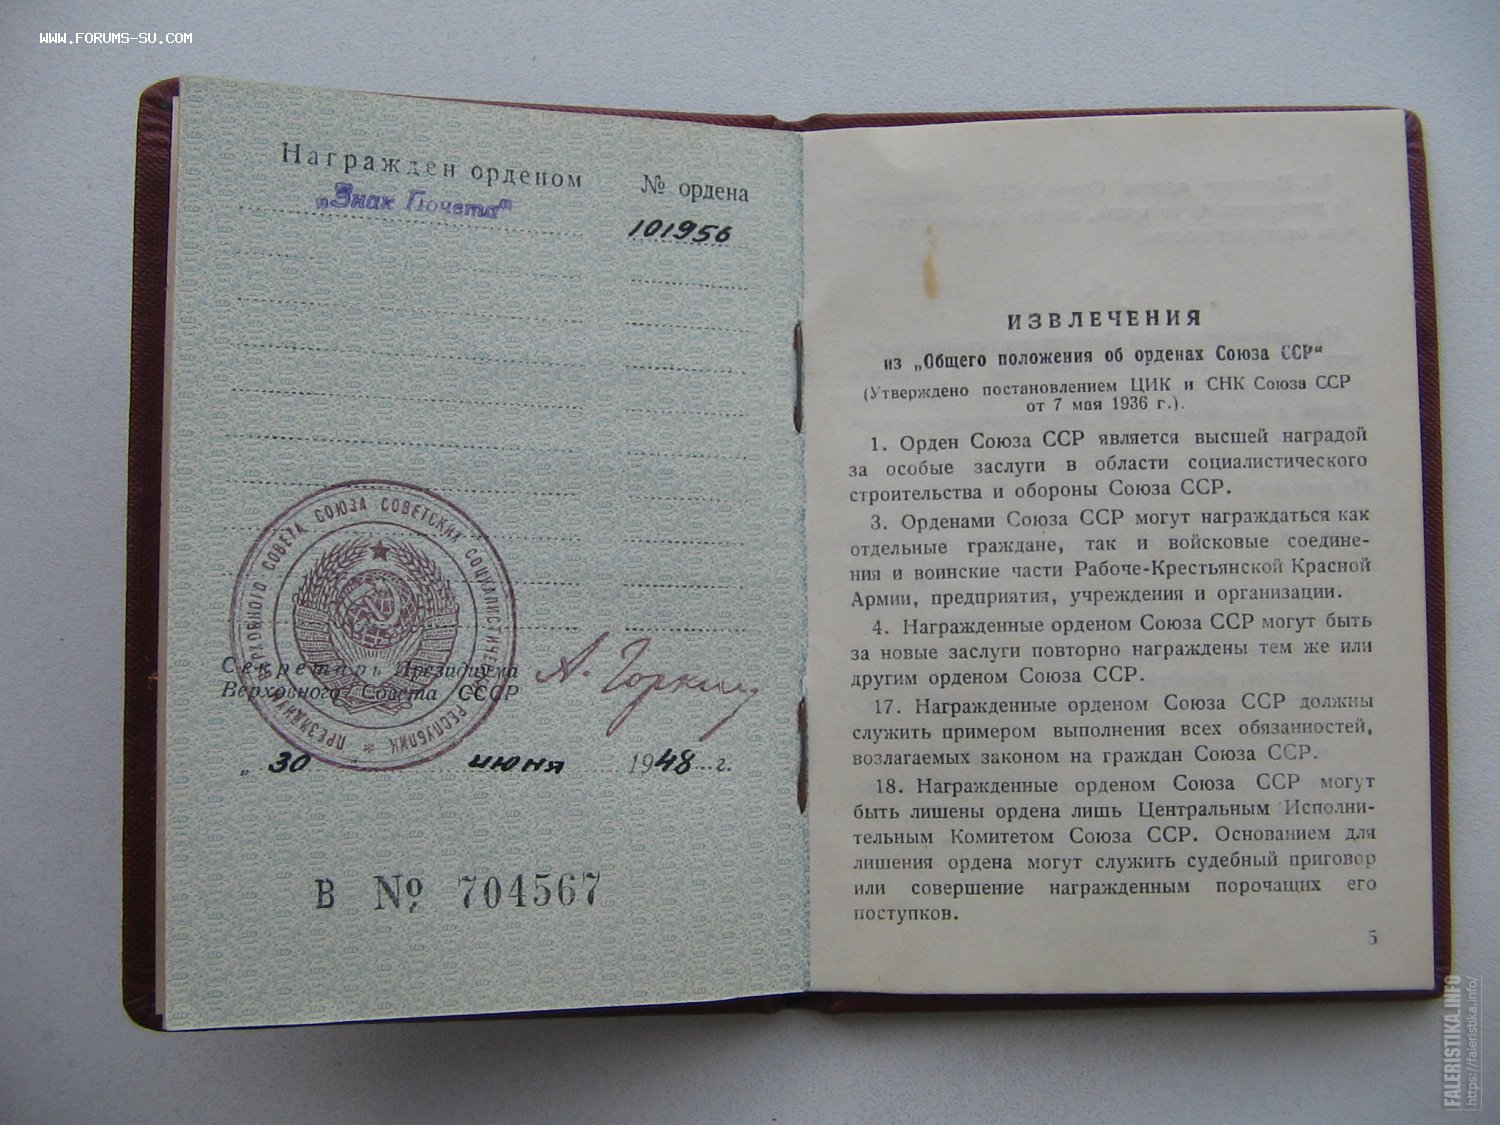 WWW.FORUMS-SU.COM
Награжден орденом
№ ордена
„Знак Почета“
101956
ПРЕЗИДИУМ ВЕРХОВНОГО СОВЕТА СОЮЗА СОВЕТСКИХ СОЦИАЛИСТИЧЕСКИХ РЕСПУБЛИК
Секретарь Президиума
Верховного Совета СССР
А. Горкин
„30 июня 1948 г.
В № 704567
ИЗВЛЕЧЕНИЯ
из „Общего положения об орденах Союза ССР“
(Утверждено постановлением ЦИК и СНК Союза ССР
от 7 мая 1936 г.).
1. Орден Союза ССР является высшей наградой
за особые заслуги в области социалистического
строительства и обороны Союза ССР.
3. Орденами Союза ССР могут награждаться как
отдельные граждане, так и войсковые соедине-
ния и воинские части Рабоче-Крестьянской Красной
Армии, предприятия, учреждения и организации.
4. Награжденные орденом Союза ССР могут быть
за новые заслуги повторно награждены тем же или
другим орденом Союза ССР.
17. Награжденные орденом Союза ССР должны
служить примером выполнения всех обязанностей,
возлагаемых законом на граждан Союза ССР.
18. Награжденные орденом Союза ССР могут
быть лишены ордена лишь Центральным Исполни-
тельным Комитетом Союза ССР. Основанием для
лишения ордена могут служить судебный приговор
или совершение награжденным порочащих его
поступков.
5
FALERISTIKA.INFO
https://faleristika.info/